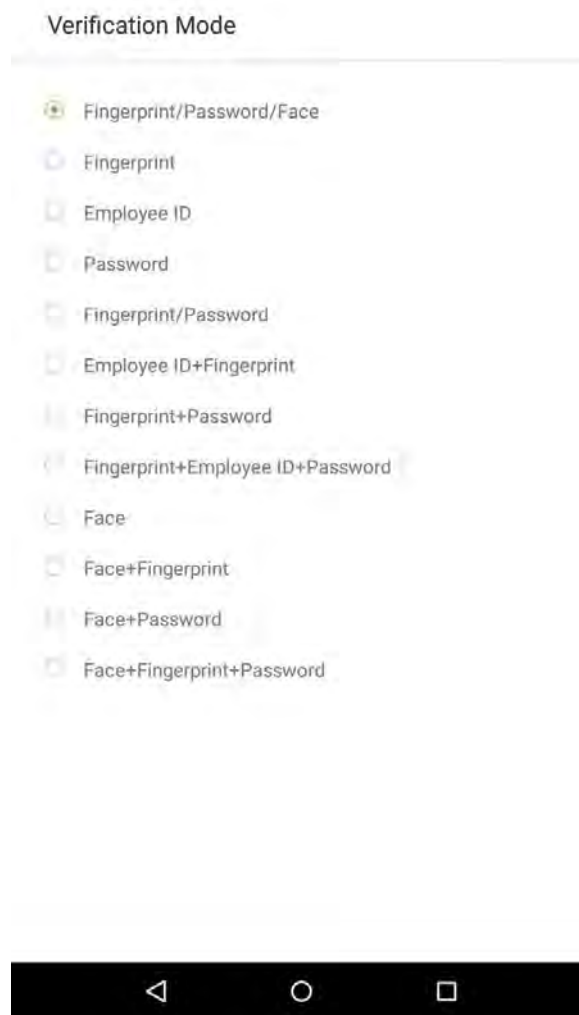 Verification Mode
Fingerprint/Password/Face
Fingerprint
Employee ID
Password
Fingerprint/Password
Employee ID+Fingerprint
Fingerprint+Password
Fingerprint+Employee ID+Password
Face
Face+Fingerprint
Face+Password
Face+Fingerprint+Password